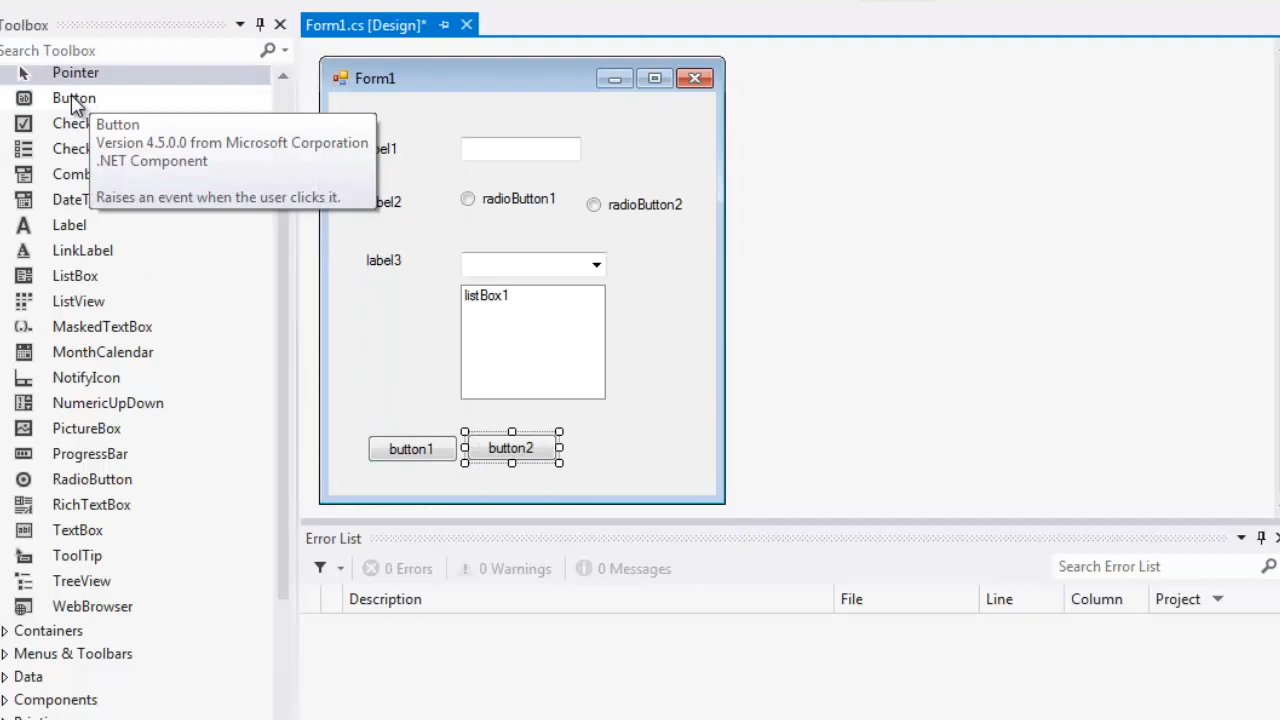 Toolbox
Search Toolbox
Pointer
Button
Button
Version 4.5.0.0 from Microsoft Corporation
.NET Component
Raises an event when the user clicks it.
Label
LinkLabel
ListBox
ListView
MaskedTextBox
MonthCalendar
NotifyIcon
NumericUpDown
PictureBox
ProgressBar
RadioButton
RichTextBox
TextBox
ToolTip
TreeView
WebBrowser
Containers
Menus & Toolbars
Data
Components
Form1.cs [Design]*
Form1
radioButton1
radioButton2
label3
listBox1
button1
button2
Error List
0 Errors
0 Warnings
0 Messages
Search Error List
Description
File
Line
Column
Project